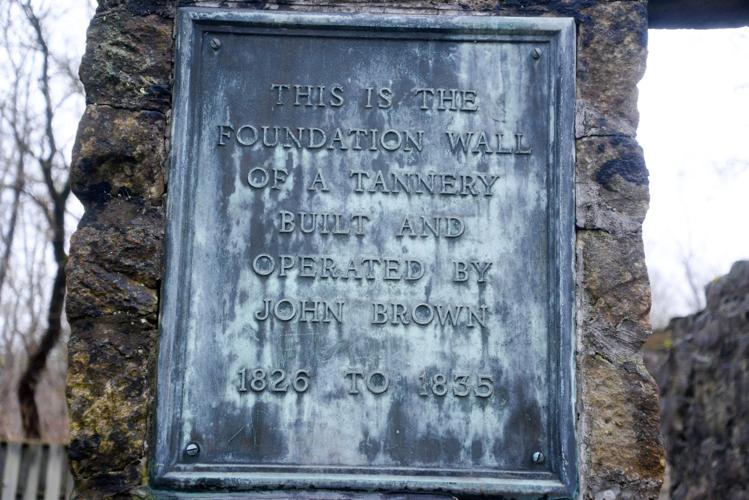 THIS IS THE
FOUNDATION WALL
OF A TANNERY
BUILT AND
OPERATED BY
JOHN BROWN
1826 TO 1835